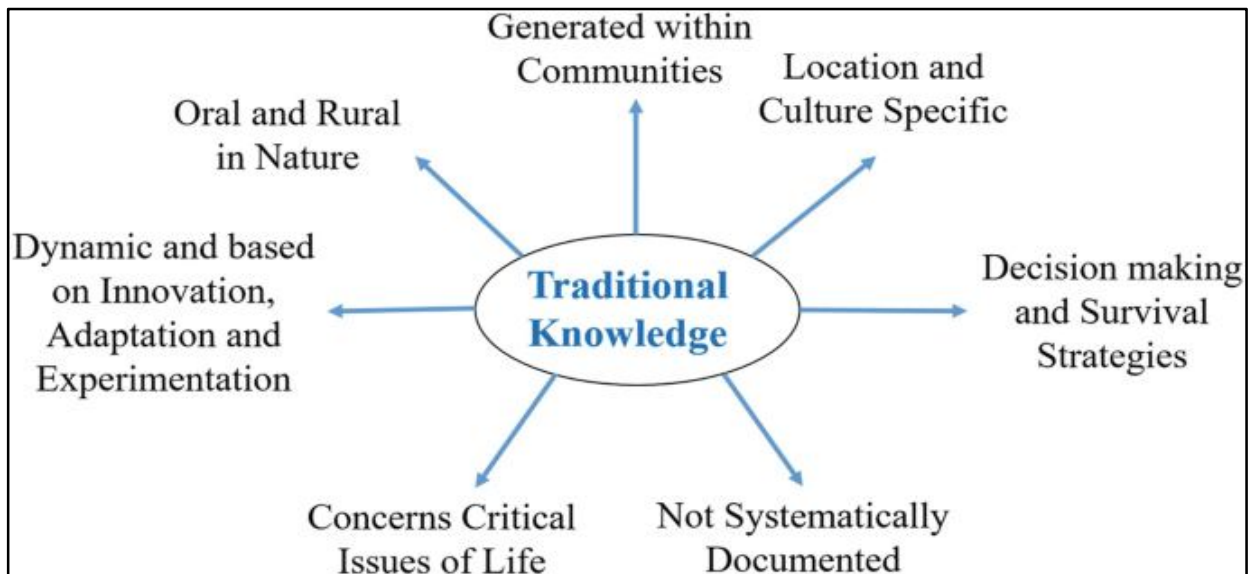 Generated within
Communities
Location and
Culture Specific
Oral and Rural
in Nature
Dynamic and based
on Innovation,
Adaptation and
Experimentation
Traditional
Knowledge
Decision making
and Survival
Strategies
Concerns Critical
Issues of Life
Not Systematically
Documented